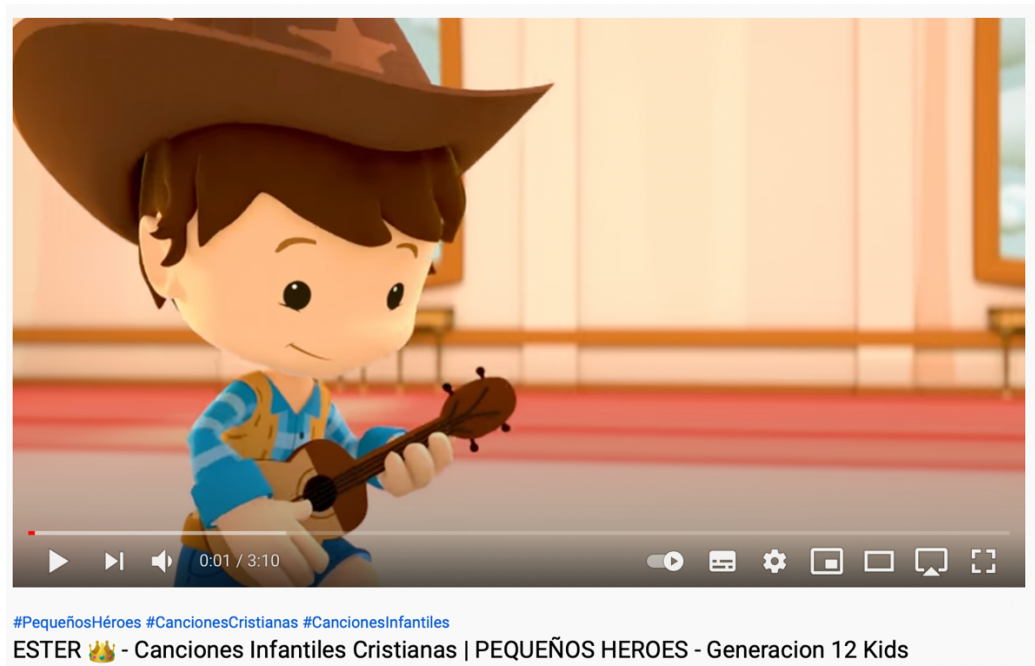 0:01 / 3:10
#PequeñosHéroes #CancionesCristianas #CancionesInfantiles
ESTER 👑 - Canciones Infantiles Cristianas | PEQUEÑOS HEROES - Generacion 12 Kids